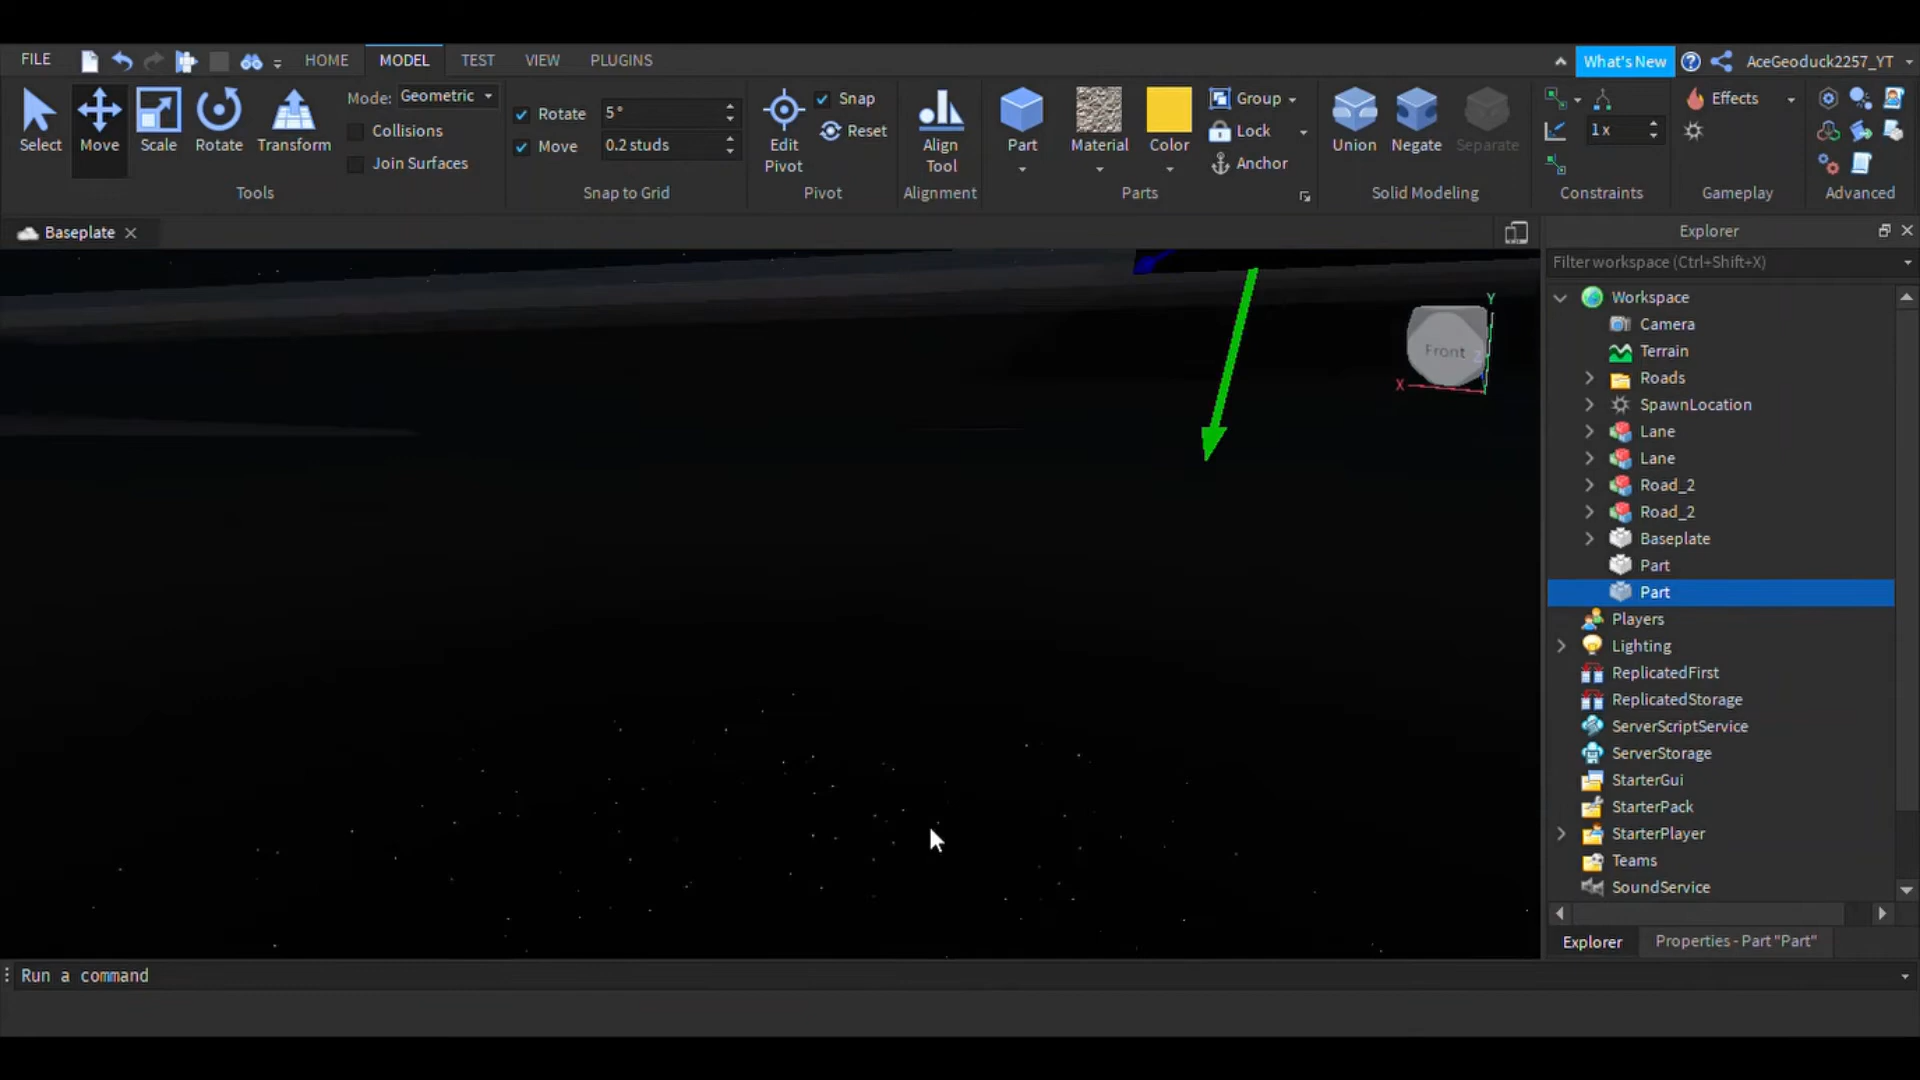 FILE
HOME
MODEL
TEST
VIEW
PLUGINS
What's New
AceGeoduck2257_YT
Select
Move
Scale
Rotate
Transform
Mode: Geometric
Collisions
Join Surfaces
Tools
Rotate 5°
Move 0.2 studs
Snap to Grid
Edit Pivot
Snap
Reset
Pivot
Align Tool
Alignment
Part
Material
Color
Group
Lock
Anchor
Parts
Union
Negate
Separate
Solid Modeling
1 x
Constraints
Effects
Gameplay
Advanced
Baseplate
Explorer
Filter workspace (Ctrl+Shift+X)
Y
Front
Z
X
Workspace
Camera
Terrain
Roads
SpawnLocation
Lane
Lane
Road_2
Road_2
Baseplate
Part
Part
Players
Lighting
ReplicatedFirst
ReplicatedStorage
ServerScriptService
ServerStorage
StarterGui
StarterPack
StarterPlayer
Teams
SoundService
Explorer
Properties - Part "Part"
Run a command